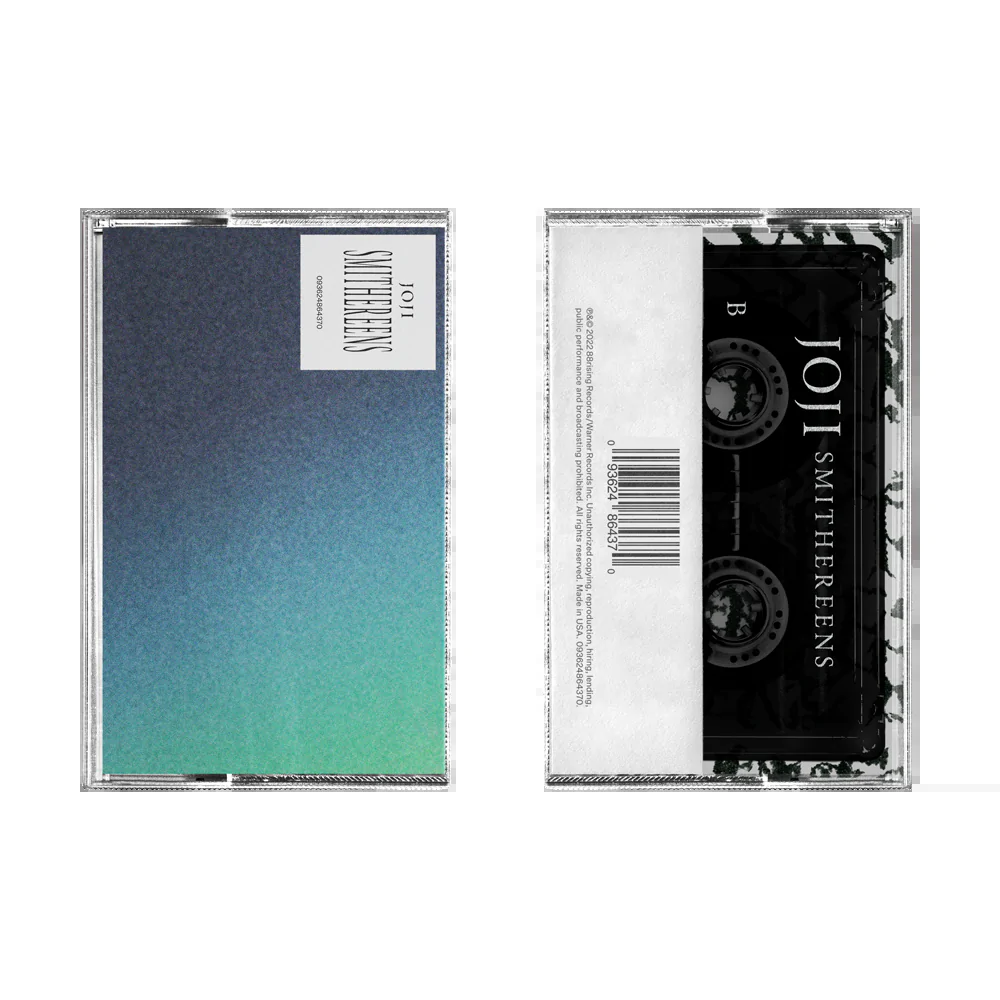 JOJI
SMITHEREENS
093624864370
B
JOJI SMITHEREENS
0 93624 86437 0
℗&© 2022 88rising Records/Warner Records Inc. Unauthorized copying, reproduction, hiring, lending,
public performance and broadcasting prohibited. All rights reserved. Made in USA. 093624864370.